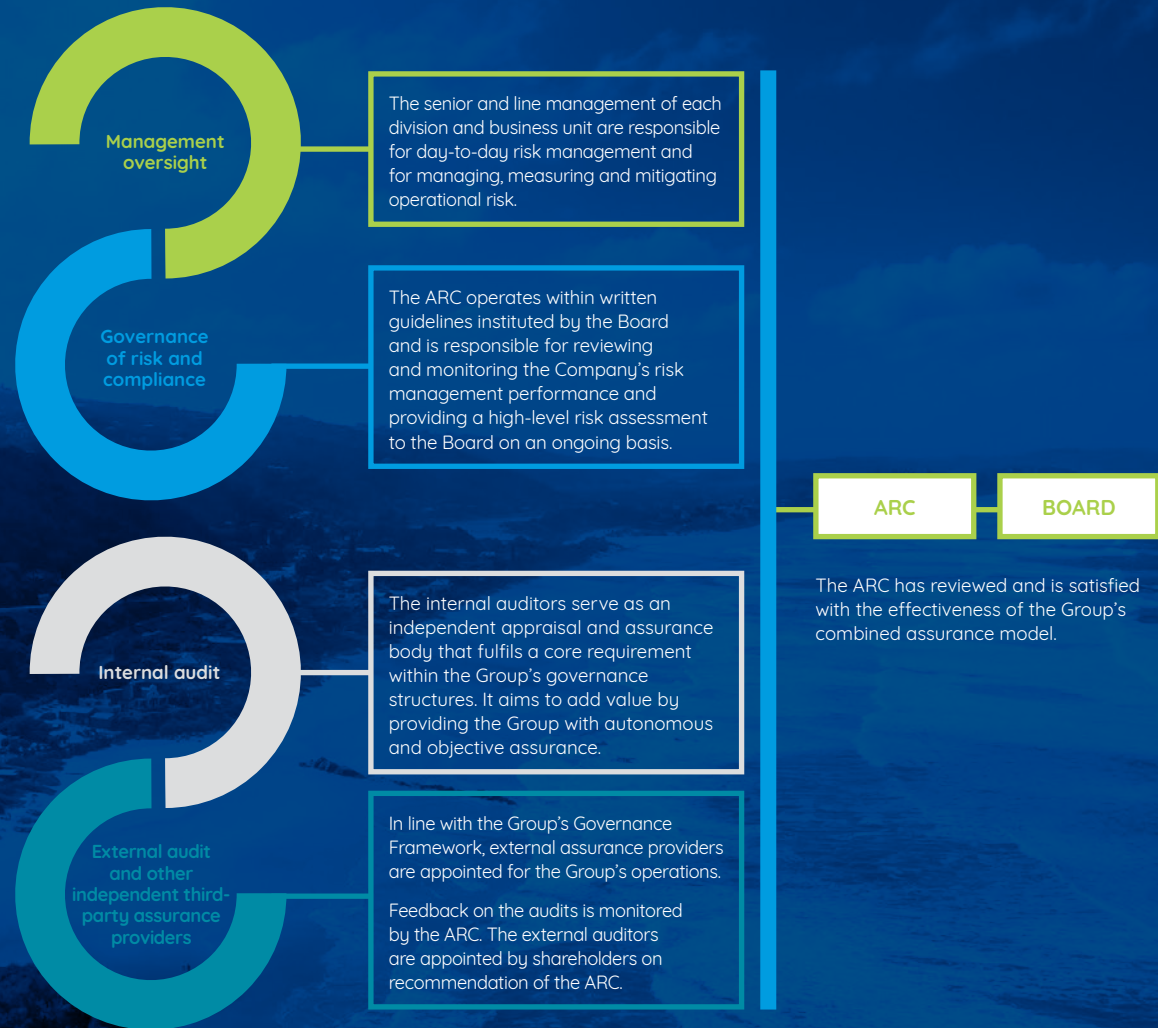 Management
oversight
The senior and line management of each
division and business unit are responsible
for day-to-day risk management and
for managing, measuring and mitigating
operational risk.
Governance
of risk and
compliance
The ARC operates within written
guidelines instituted by the Board
and is responsible for reviewing
and monitoring the Company's risk
management performance and
providing a high-level risk assessment
to the Board on an ongoing basis.
Internal audit
The internal auditors serve as an
independent appraisal and assurance
body that fulfils a core requirement
within the Group's governance
structures. It aims to add value by
providing the Group with autonomous
and objective assurance.
External audit
and other
independent third-
party assurance
providers
In line with the Group's Governance
Framework, external assurance providers
are appointed for the Group's operations.
Feedback on the audits is monitored
by the ARC. The external auditors
are appointed by shareholders on
recommendation of the ARC.
ARC
BOARD
The ARC has reviewed and is satisfied
with the effectiveness of the Group's
combined assurance model.